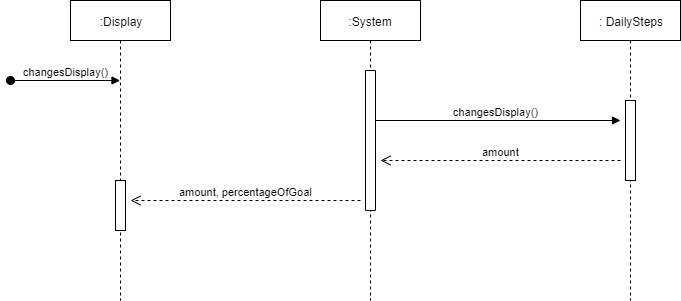 :Display
:System
: DailySteps
changesDisplay()
changesDisplay()
amount
amount, percentageOfGoal